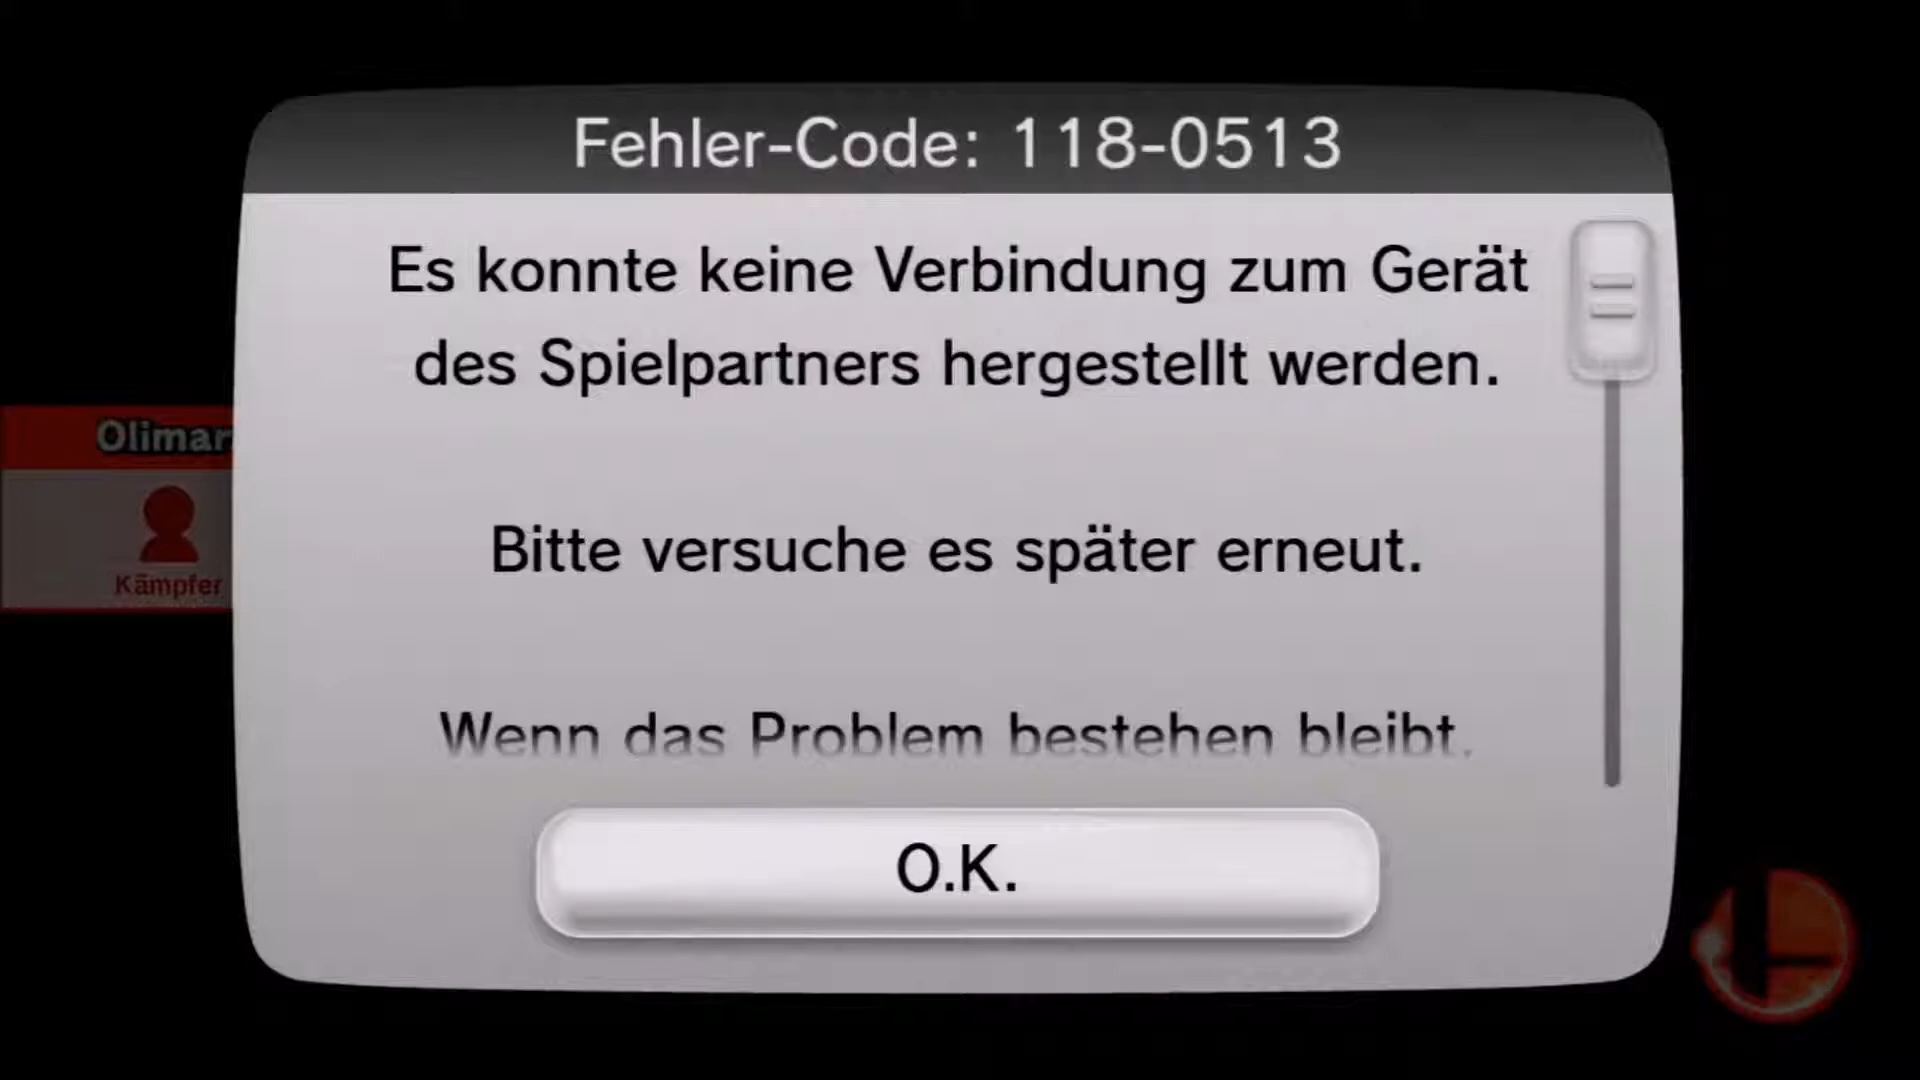 Fehler-Code: 118-0513
Es konnte keine Verbindung zum Gerät
des Spielpartners hergestellt werden.
Olimar
Bitte versuche es später erneut.
Kämpfer
Wenn das Problem bestehen bleibt,
O.K.